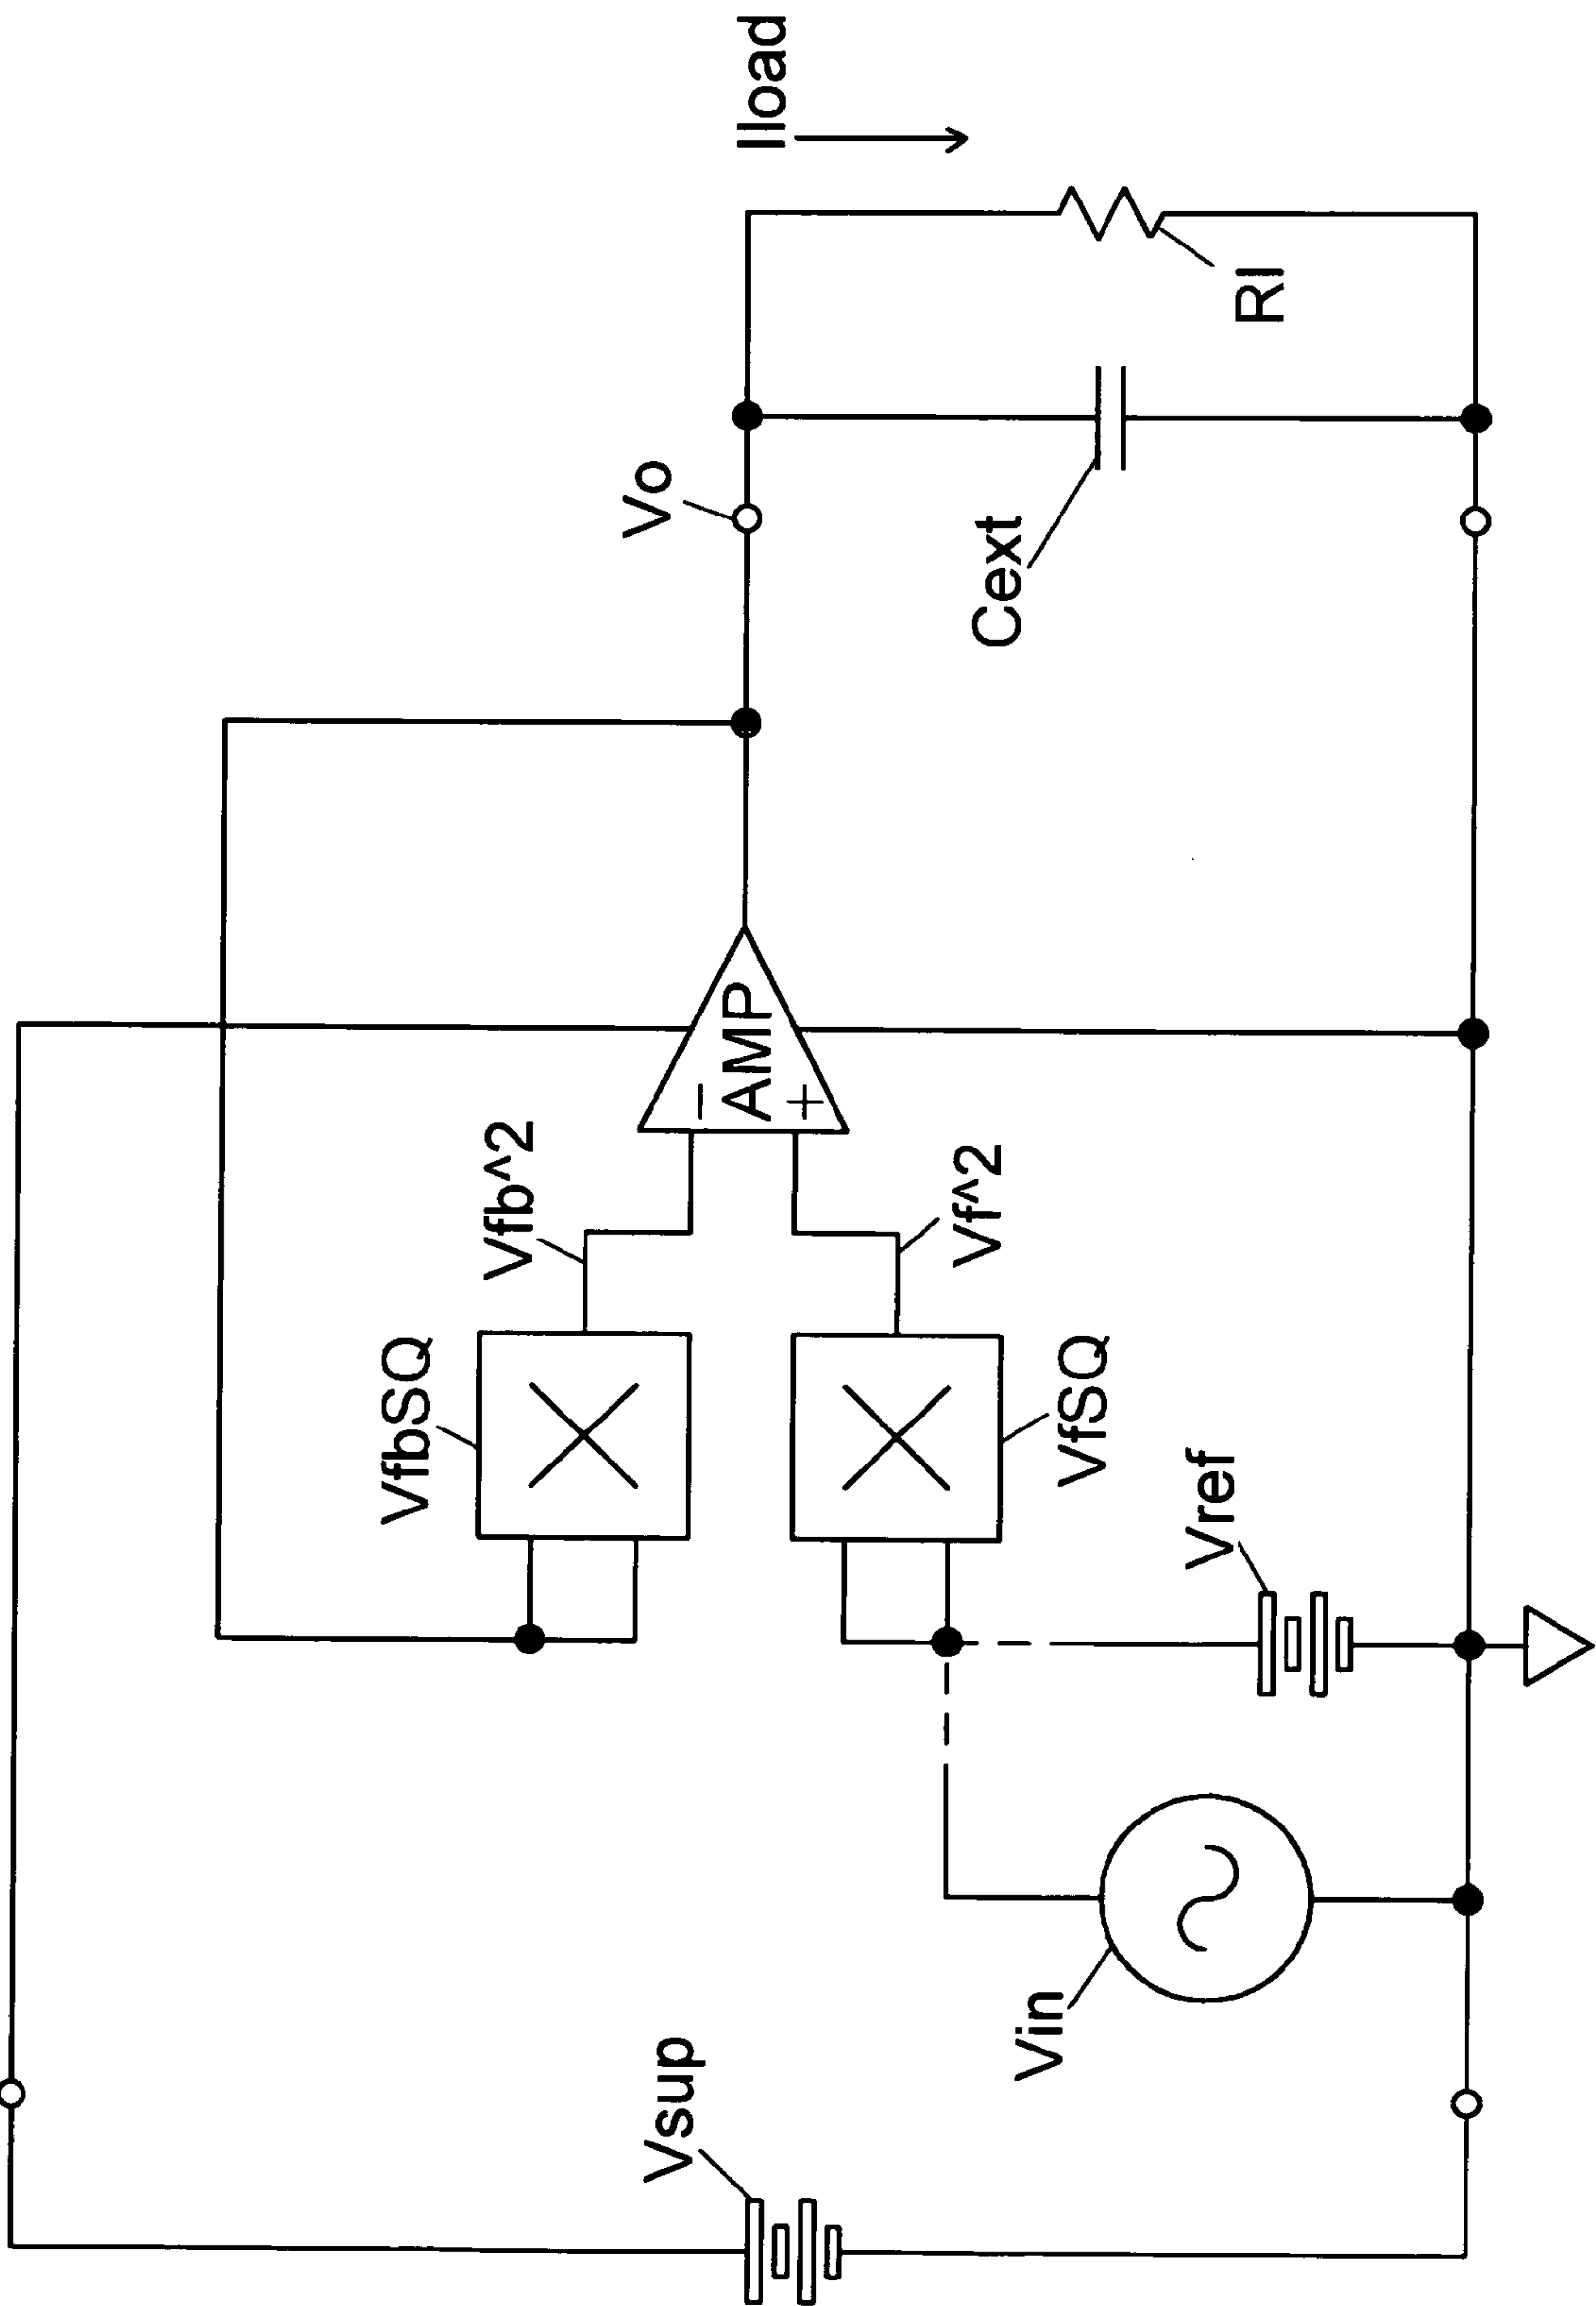 Vsup
Vin
Vref
VfbSQ
VfSQ
Vfb^2
Vf^2
−
AMP
+
Vo
Cext
Rl
Iload